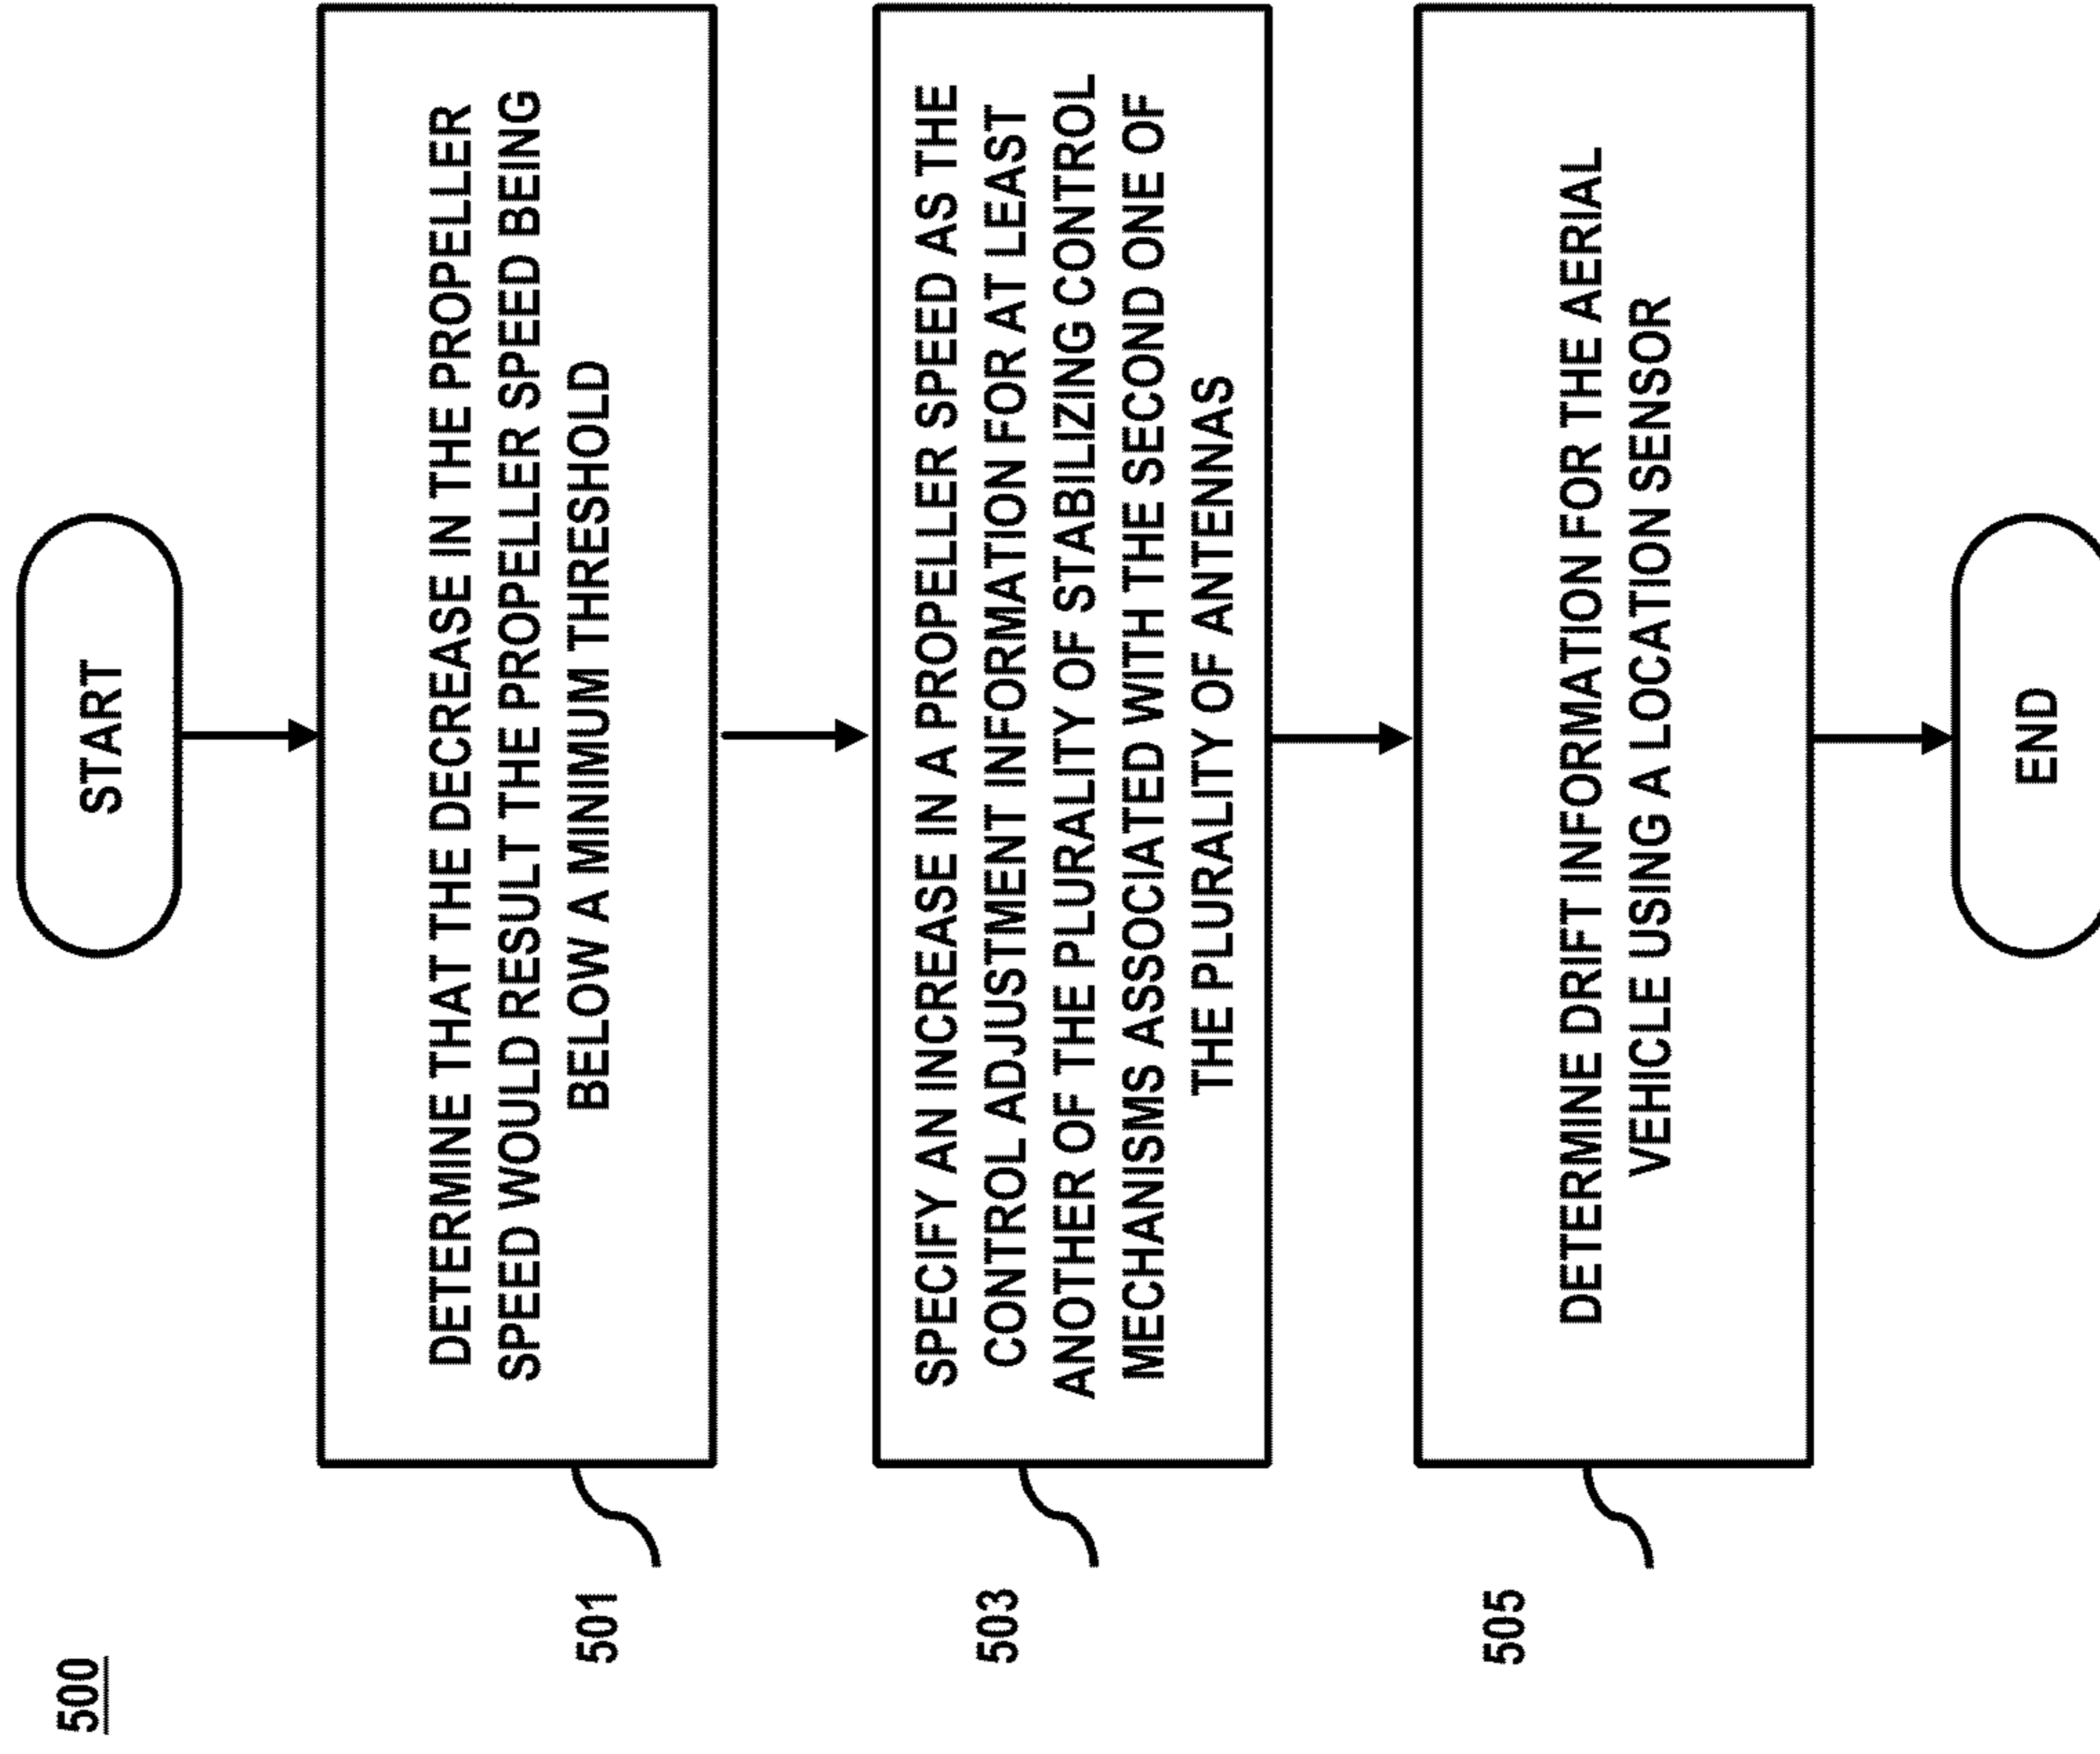 500
START
DETERMINE THAT THE DECREASE IN THE PROPELLER
SPEED WOULD RESULT THE PROPELLER SPEED BEING
BELOW A MINIMUM THRESHOLD
501
SPECIFY AN INCREASE IN A PROPELLER SPEED AS THE
CONTROL ADJUSTMENT INFORMATION FOR AT LEAST
ANOTHER OF THE PLURALITY OF STABILIZING CONTROL
MECHANISMS ASSOCIATED WITH THE SECOND ONE OF
THE PLURALITY OF ANTENNAS
503
DETERMINE DRIFT INFORMATION FOR THE AERIAL
VEHICLE USING A LOCATION SENSOR
505
END